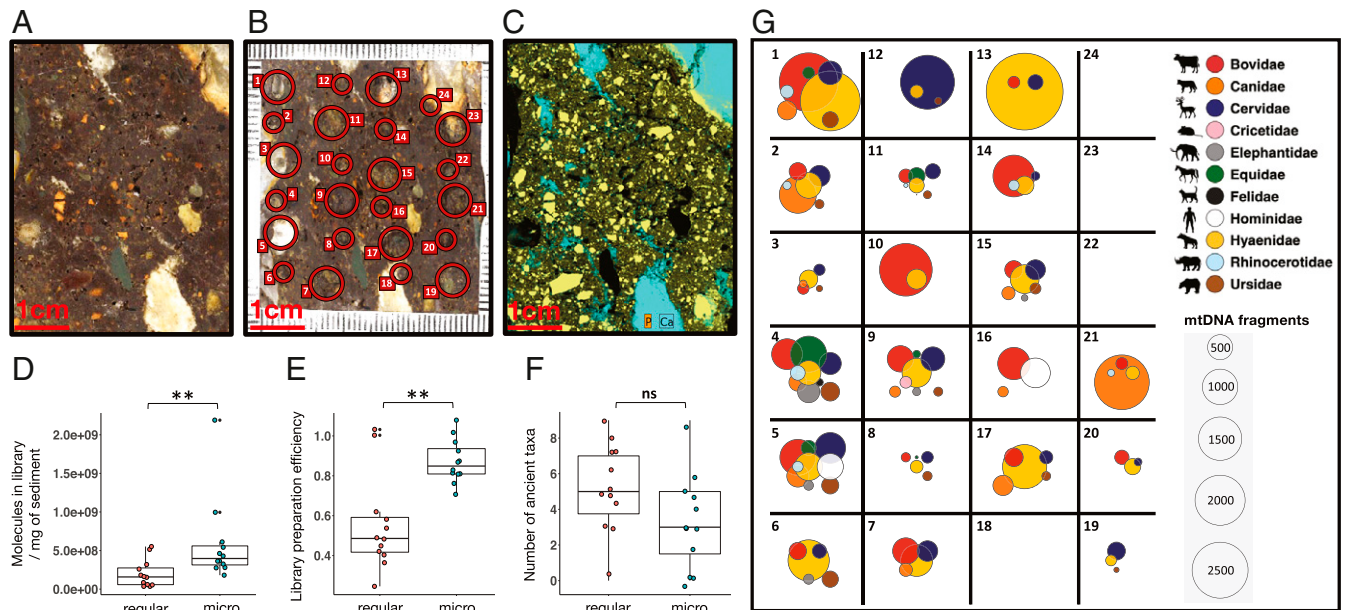 A
B
C
G
1
2
3
4
5
6
7
8
9
10
11
12
13
14
15
16
17
18
19
20
21
22
23
24
1cm
1cm
1cm
P Ca
D
Molecules in library
/ mg of sediment
2.0e+09
1.5e+09
1.0e+09
5.0e+08
0.0e+00
**
regular micro
E
Library preparation efficiency
1.0
0.8
0.6
0.4
**
regular micro
F
Number of ancient taxa
8
6
4
2
0
ns
regular micro
1 12 13 24
2 11 14 23
3 10 15 22
4 9 16 21
5 8 17 20
6 7 18 19
Bovidae
Canidae
Cervidae
Cricetidae
Elephantidae
Equidae
Felidae
Hominidae
Hyaenidae
Rhinocerotidae
Ursidae
mtDNA fragments
500
1000
1500
2000
2500